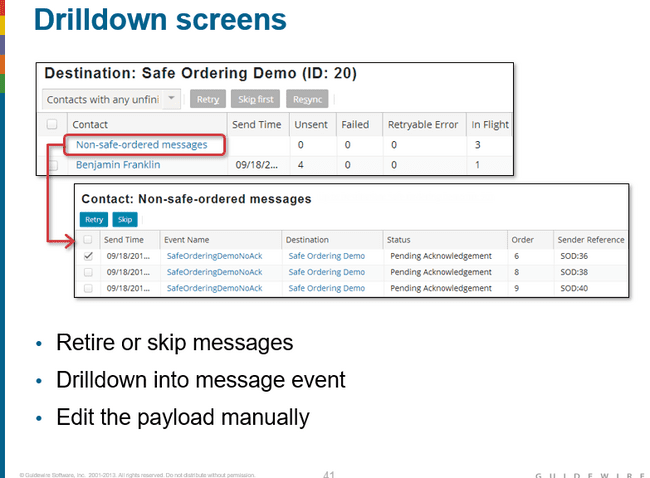 Drilldown screens
Destination: Safe Ordering Demo (ID: 20)
Contacts with any unfini Retry Skip first Resync
Contact Send Time Unsent Failed Retryable Error In Flight
Non-safe-ordered messages 0 0 0 3
Benjamin Franklin 09/18/2... 4 0 0 1
Contact: Non-safe-ordered messages
Retry Skip
Send Time Event Name Destination Status Order Sender Reference
09/18/201... SafeOrderingDemoNoAck Safe Ordering Demo Pending Acknowledgement 6 SOD:36
09/18/201... SafeOrderingDemoNoAck Safe Ordering Demo Pending Acknowledgement 8 SOD:38
09/18/201... SafeOrderingDemoNoAck Safe Ordering Demo Pending Acknowledgement 9 SOD:40
• Retire or skip messages
• Drilldown into message event
• Edit the payload manually
© Guidewire Software, Inc. 2001-2013. All rights reserved. Do not distribute without permission. 41 GUIDEWIRE